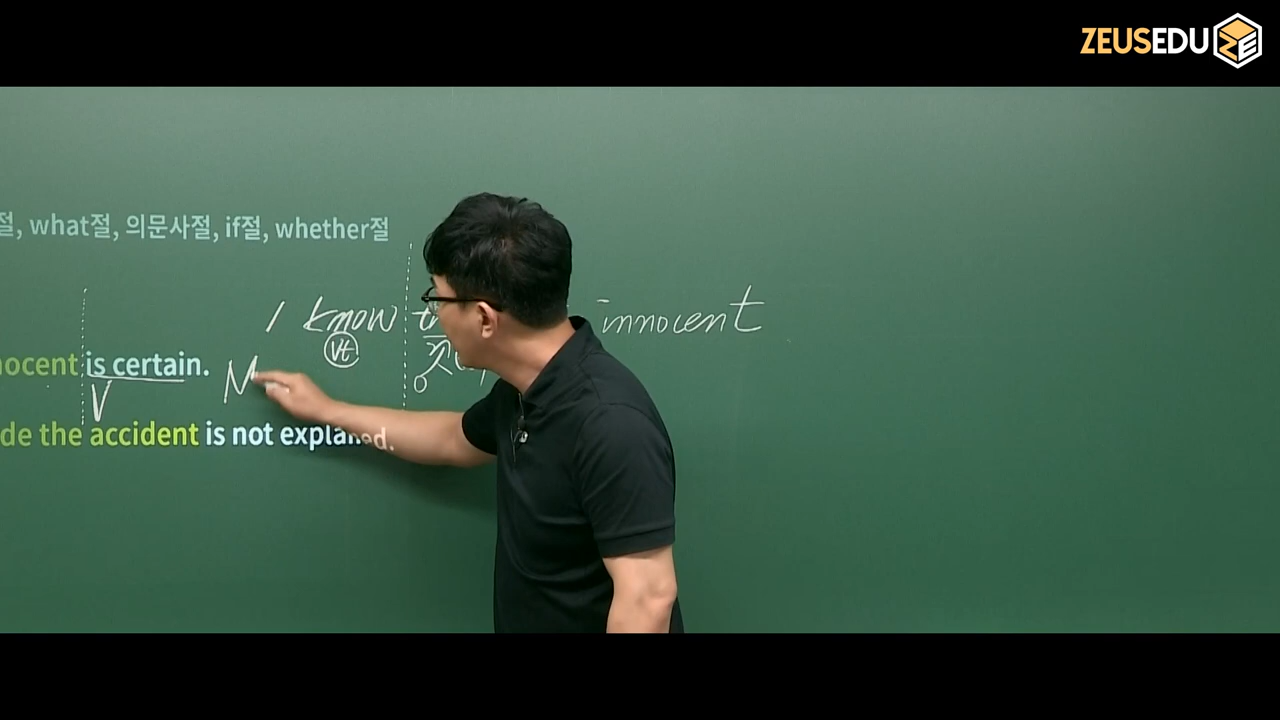 ZEUSEDU
절, what절, 의문사절, if절, whether절
I know innocent
Vt
nocent is certain.
O
V
de the accident is not explained.